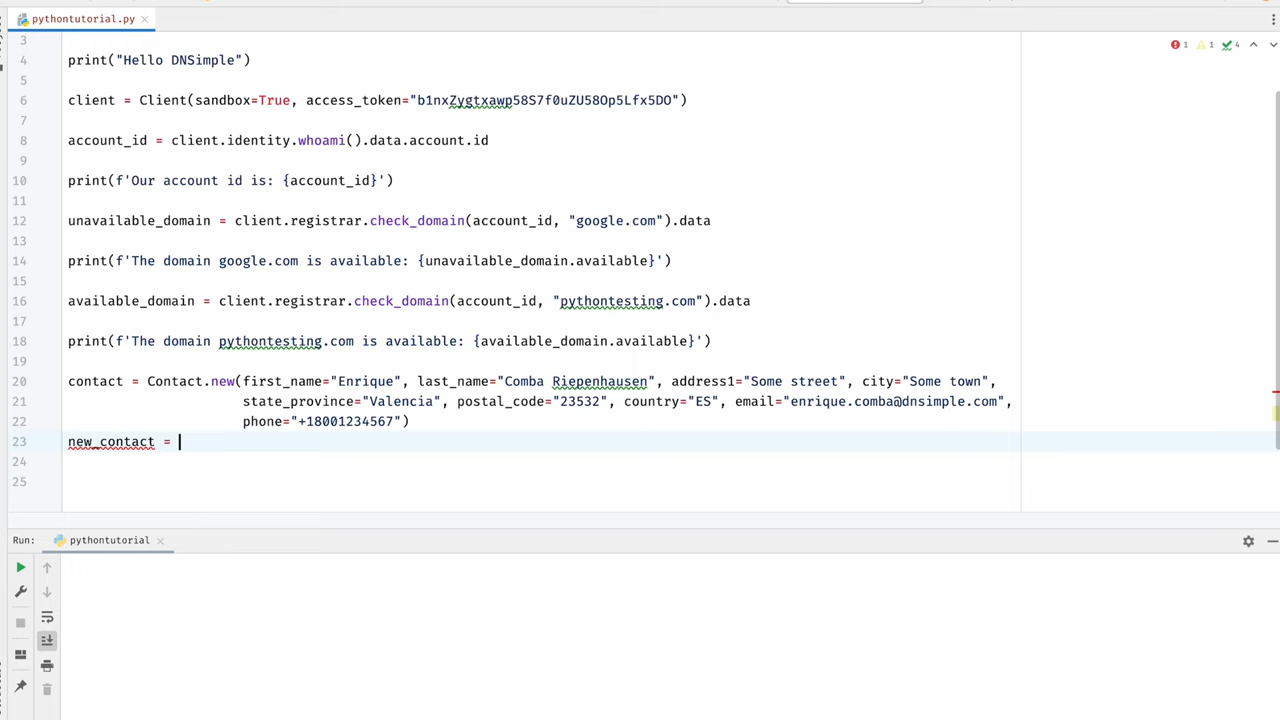 pythontutorial.py
1 1 4
3
4 print("Hello DNSimple")
5
6 client = Client(sandbox=True, access_token="b1nxZygtxawp58S7f0uZU58Op5Lfx5DO")
7
8 account_id = client.identity.whoami().data.account.id
9
10 print(f'Our account id is: {account_id}')
11
12 unavailable_domain = client.registrar.check_domain(account_id, "google.com").data
13
14 print(f'The domain google.com is available: {unavailable_domain.available}')
15
16 available_domain = client.registrar.check_domain(account_id, "pythontesting.com").data
17
18 print(f'The domain pythontesting.com is available: {available_domain.available}')
19
20 contact = Contact.new(first_name="Enrique", last_name="Comba Riepenhausen", address1="Some street", city="Some town",
21 state_province="Valencia", postal_code="23532", country="ES", email="enrique.comba@dnsimple.com",
22 phone="+18001234567")
23 new_contact =
24
25
Run: pythontutorial